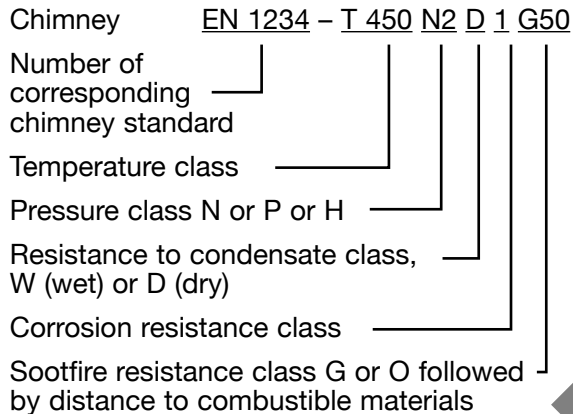 Chimney EN 1234 – T 450 N2 D 1 G50
Number of
corresponding
chimney standard
Temperature class
Pressure class N or P or H
Resistance to condensate class,
W (wet) or D (dry)
Corrosion resistance class
Sootfire resistance class G or O followed
by distance to combustible materials